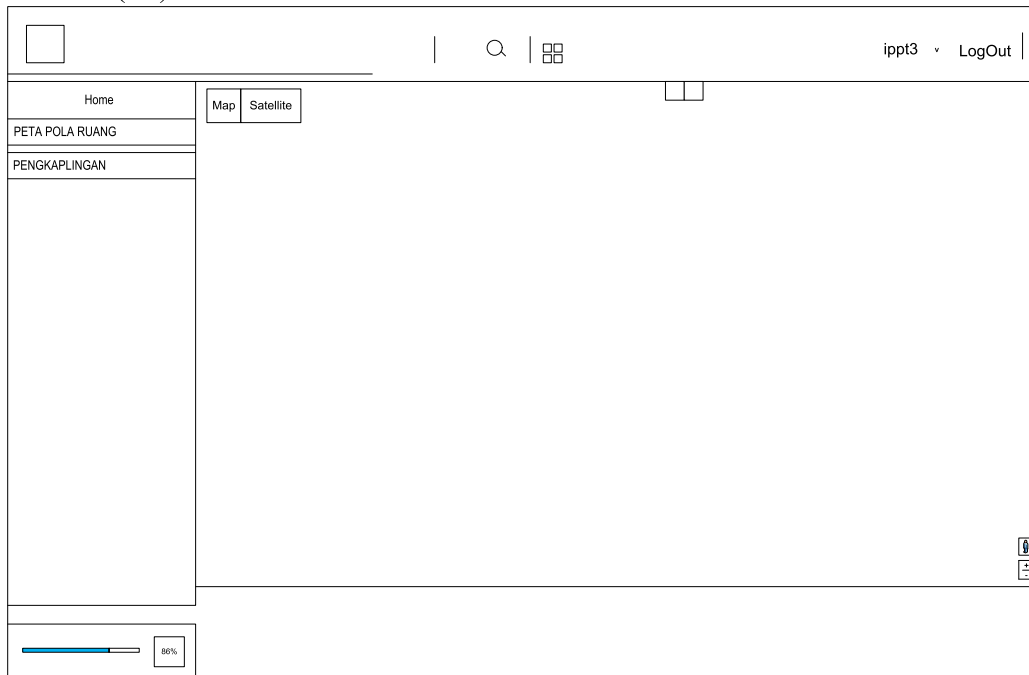 ippt3 v LogOut
Home
Map Satellite
PETA POLA RUANG
PENGKAPLINGAN
+
-
86%